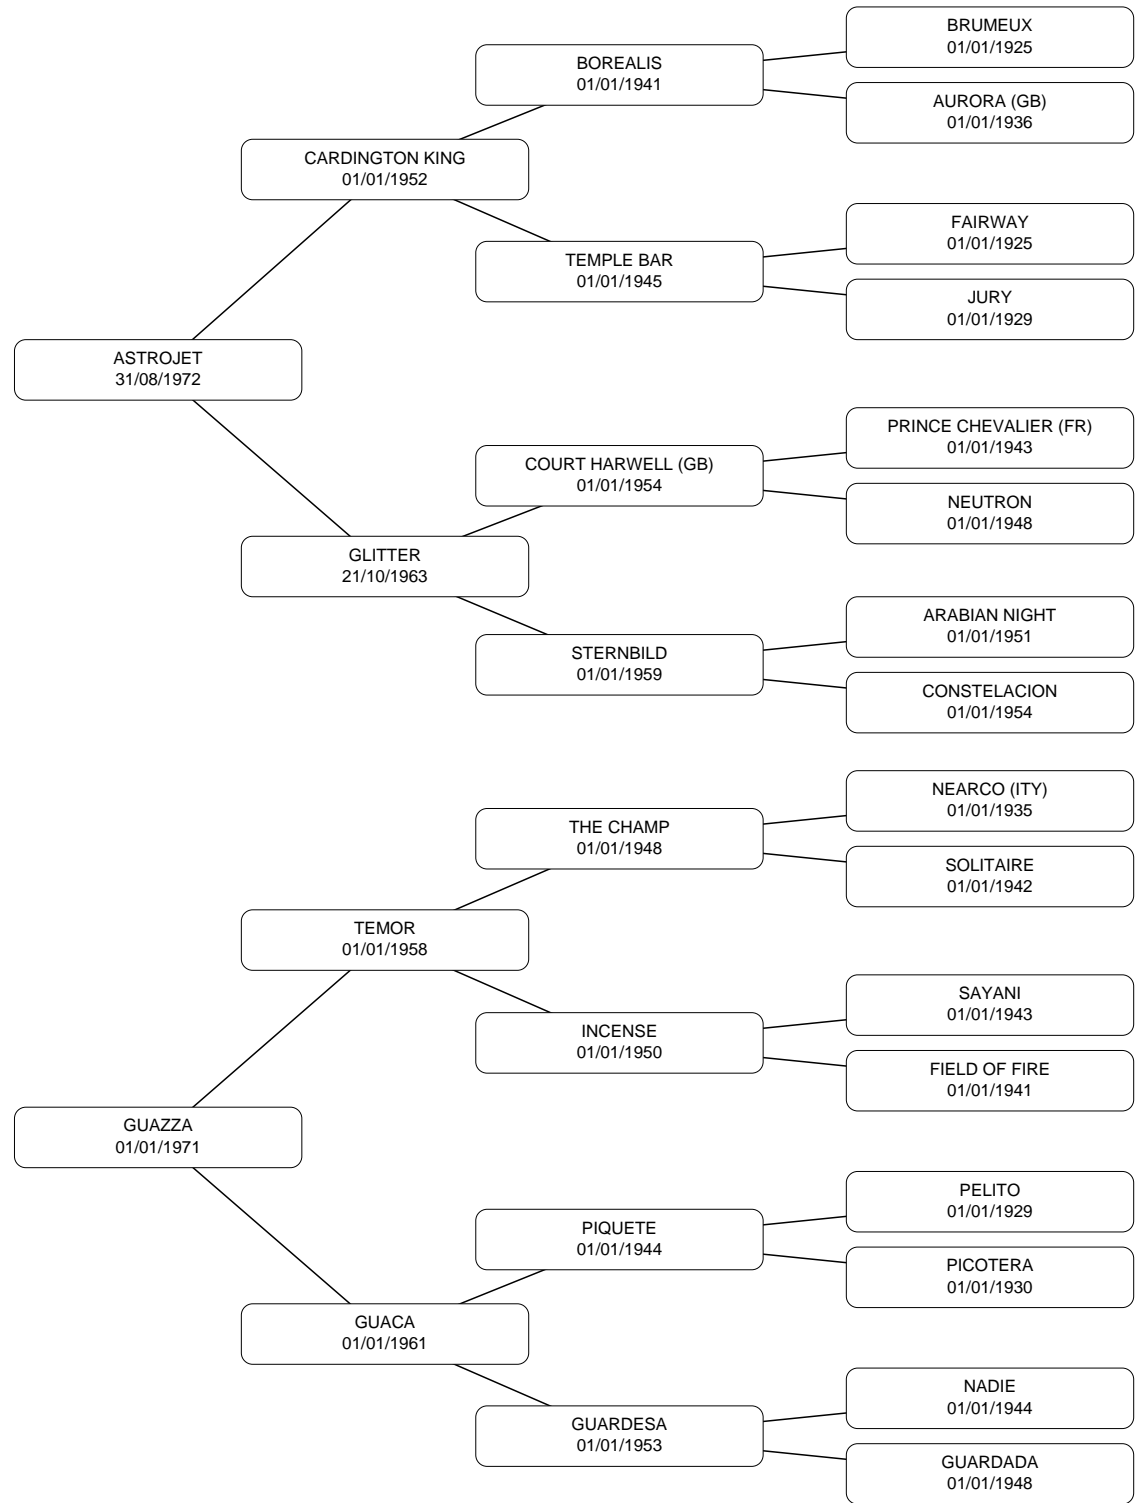 BRUMEUX
01/01/1925
BOREALIS
01/01/1941
AURORA (GB)
01/01/1936
CARDINGTON KING
01/01/1952
FAIRWAY
01/01/1925
TEMPLE BAR
01/01/1945
JURY
01/01/1929
ASTROJET
31/08/1972
PRINCE CHEVALIER (FR)
01/01/1943
COURT HARWELL (GB)
01/01/1954
NEUTRON
01/01/1948
GLITTER
21/10/1963
ARABIAN NIGHT
01/01/1951
STERNBILD
01/01/1959
CONSTELACION
01/01/1954
NEARCO (ITY)
01/01/1935
THE CHAMP
01/01/1948
SOLITAIRE
01/01/1942
TEMOR
01/01/1958
SAYANI
01/01/1943
INCENSE
01/01/1950
FIELD OF FIRE
01/01/1941
GUAZZA
01/01/1971
PELITO
01/01/1929
PIQUETE
01/01/1944
PICOTERA
01/01/1930
GUACA
01/01/1961
NADIE
01/01/1944
GUARDESA
01/01/1953
GUARDADA
01/01/1948